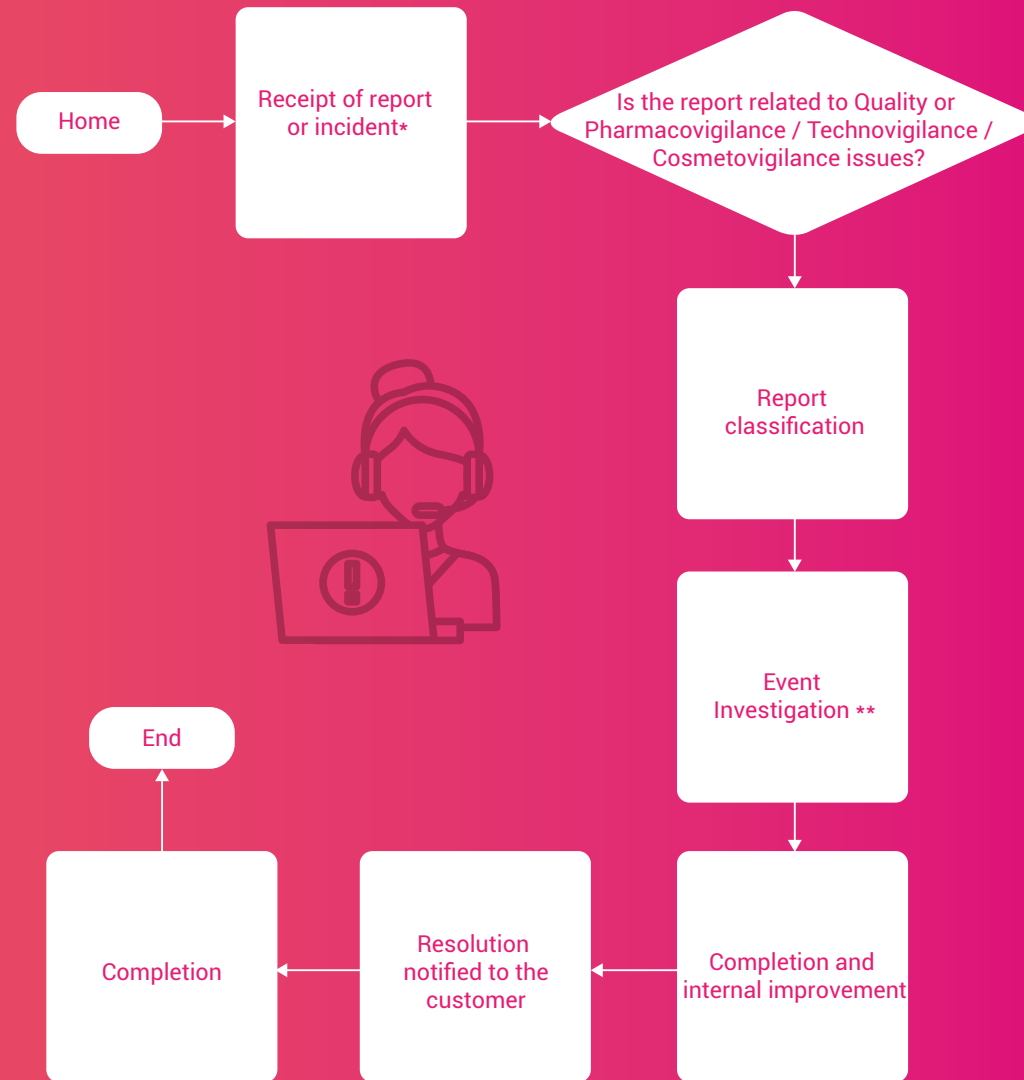 Home
Receipt of report
or incident*
Is the report related to Quality or
Pharmacovigilance / Technovigilance /
Cosmetovigilance issues?
Report
classification
Event
Investigation **
Completion and
internal improvement
Resolution
notified to the
customer
Completion
End